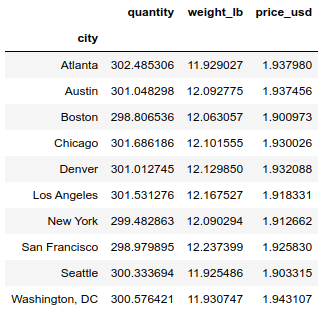 quantity weight_lb price_usd
city
Atlanta 302.485306 11.929027 1.937980
Austin 301.048298 12.092775 1.937456
Boston 298.806536 12.063057 1.900973
Chicago 301.686186 12.101555 1.930026
Denver 301.012745 12.129850 1.932088
Los Angeles 301.531276 12.167527 1.918331
New York 299.482863 12.090294 1.912662
San Francisco 298.979895 12.237399 1.925830
Seattle 300.333694 11.925486 1.903315
Washington, DC 300.576421 11.930747 1.943107